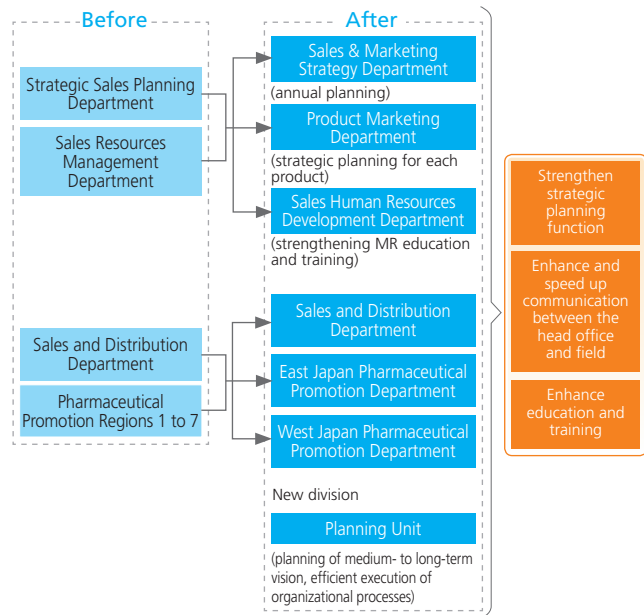 Before
Strategic Sales Planning
Department
Sales Resources
Management
Department
Sales and Distribution
Department
Pharmaceutical
Promotion Regions 1 to 7
After
Sales & Marketing
Strategy Department
(annual planning)
Product Marketing
Department
(strategic planning for each
product)
Sales Human Resources
Development Department
(strengthening MR education
and training)
Sales and Distribution
Department
East Japan Pharmaceutical
Promotion Department
West Japan Pharmaceutical
Promotion Department
New division
Planning Unit
(planning of medium- to long-term
vision, efficient execution of
organizational processes)
Strengthen
strategic
planning
function
Enhance and
speed up
communication
between the
head office
and field
Enhance
education and
training